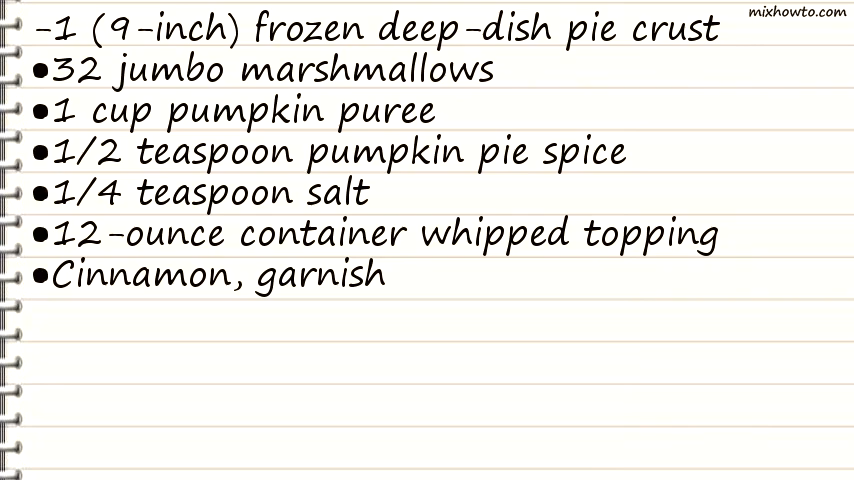 mixhowto.com
-1 (9-inch) frozen deep-dish pie crust
•32 jumbo marshmallows
•1 cup pumpkin puree
•1/2 teaspoon pumpkin pie spice
•1/4 teaspoon salt
•12-ounce container whipped topping
•Cinnamon, garnish